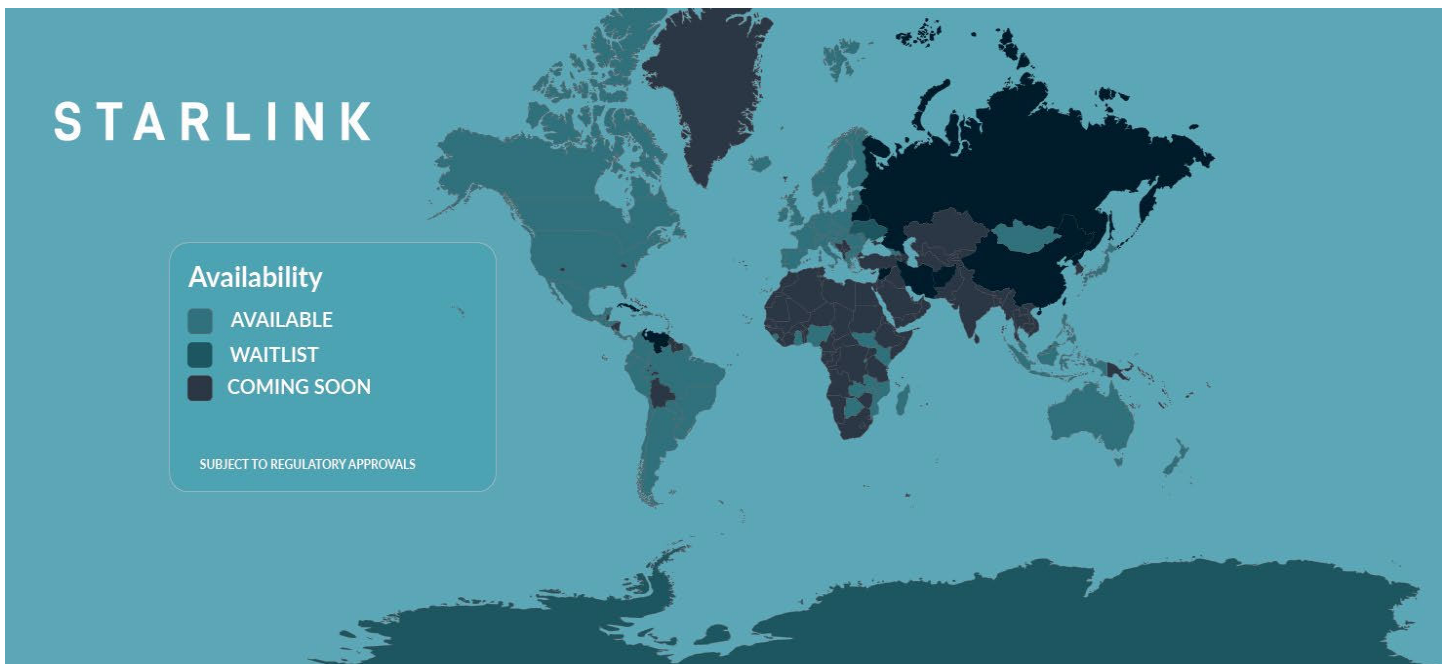 STARLINK
Availability
AVAILABLE
WAITLIST
COMING SOON
SUBJECT TO REGULATORY APPROVALS